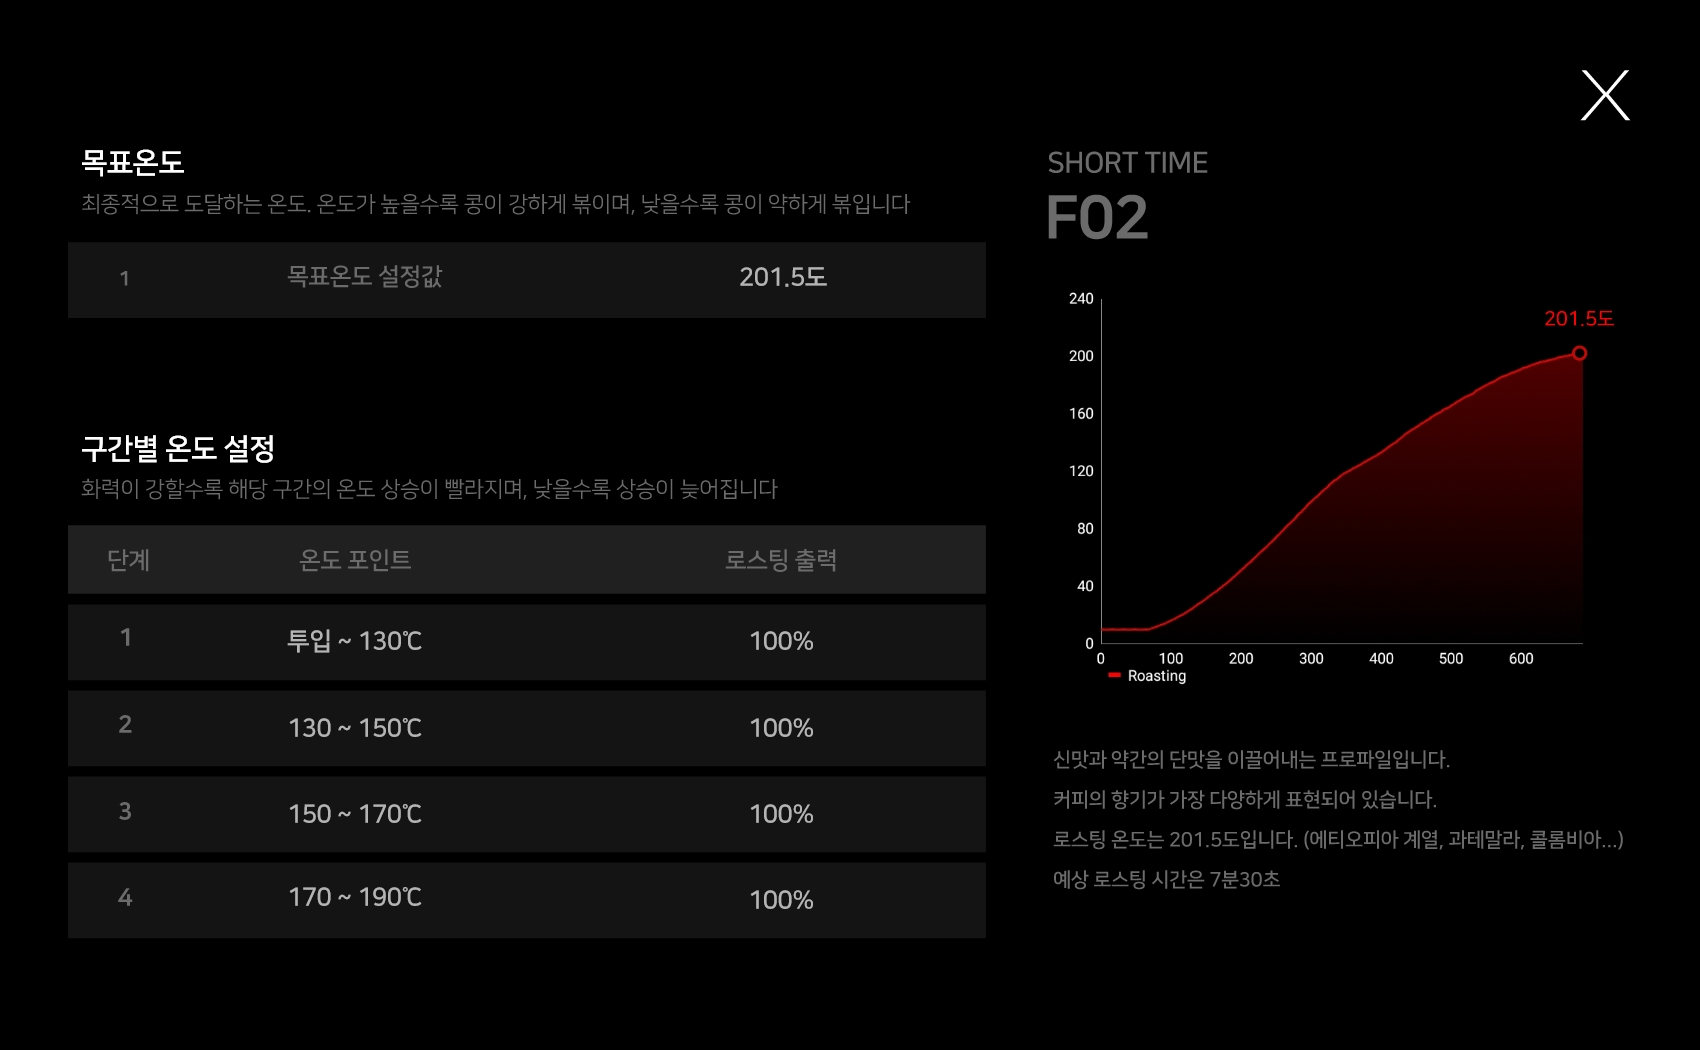 목표온도
최종적으로 도달하는 온도. 온도가 높을수록 콩이 강하게 볶이며, 낮을수록 콩이 약하게 볶입니다
1 목표온도 설정값 201.5도
구간별 온도 설정
화력이 강할수록 해당 구간의 온도 상승이 빨라지며, 낮을수록 상승이 늦어집니다
단계 온도 포인트 로스팅 출력
1 투입 ~ 130℃ 100%
2 130 ~ 150℃ 100%
3 150 ~ 170℃ 100%
4 170 ~ 190℃ 100%
SHORT TIME
F02
240
201.5도
200
160
120
80
40
0
0 100 200 300 400 500 600
Roasting
신맛과 약간의 단맛을 이끌어내는 프로파일입니다.
커피의 향기가 가장 다양하게 표현되어 있습니다.
로스팅 온도는 201.5도입니다. (에티오피아 계열, 과테말라, 콜롬비아...)
예상 로스팅 시간은 7분30초